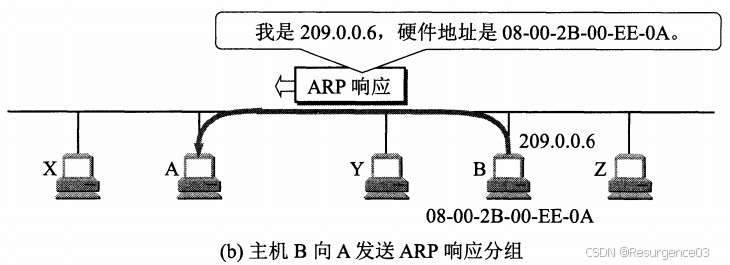 我是 209.0.0.6，硬件地址是 08-00-2B-00-EE-0A。
ARP 响应
209.0.0.6
X
A
Y
B
Z
08-00-2B-00-EE-0A
(b) 主机 B 向 A 发送 ARP 响应分组
CSDN @Resurgence03